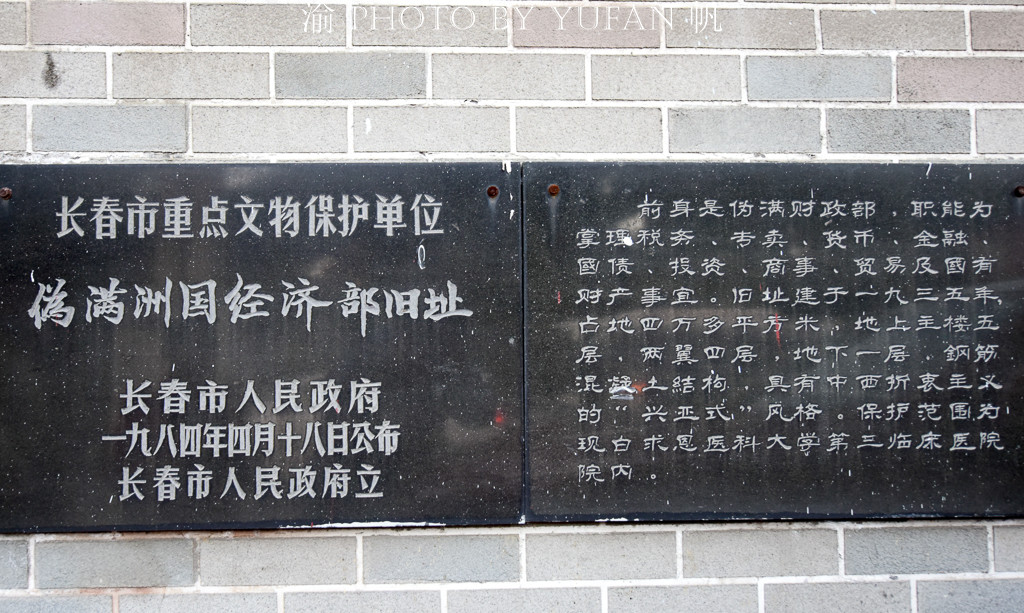 渝 PHOTO BY YUFAN 帆
长春市重点文物保护单位
偽满洲国经济部旧址
长春市人民政府
一九八四年四月十八日公布
长春市人民政府立
前身是伪满财政部，职能为
掌理税务、专卖、货币、金融、
國债、投资、商事、贸易及國有
财产事宜。旧址建于一九三五年，
占地四万多平方米，地上主楼五
层，两翼四层，地下一层，鋼筋
混凝土結构，具有中西折衷主义
的“兴亚式”风格。保护范围为
现白求恩医科大学第三临床医院
院内。